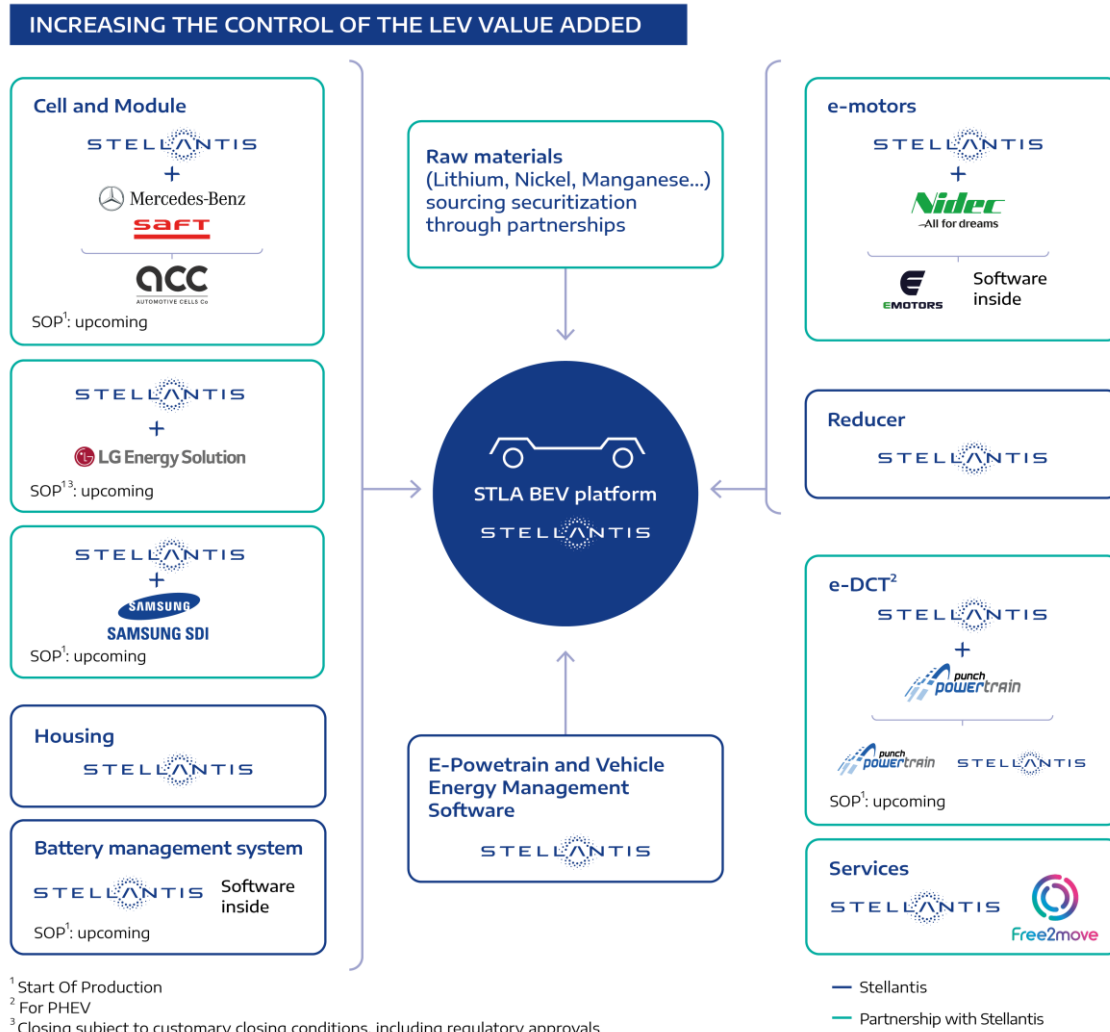 INCREASING THE CONTROL OF THE LEV VALUE ADDED
Cell and Module
STELLANTIS
+
Mercedes-Benz
SAFT
acc
AUTOMOTIVE CELLS Co
SOP¹: upcoming
STELLANTIS
+
LG Energy Solution
SOP¹³: upcoming
STELLANTIS
+
SAMSUNG
SAMSUNG SDI
SOP¹: upcoming
Housing
STELLANTIS
Battery management system
STELLANTIS Software
inside
SOP¹: upcoming
Raw materials
(Lithium, Nickel, Manganese...)
sourcing securitization
through partnerships
STLA BEV platform
STELLANTIS
E-Powetrain and Vehicle
Energy Management
Software
STELLANTIS
e-motors
STELLANTIS
+
Nidec
All for dreams
EMOTORS
Software
inside
Reducer
STELLANTIS
e-DCT²
STELLANTIS
+
punch
powertrain
punch
powertrain STELLANTIS
SOP¹: upcoming
Services
STELLANTIS
Free2move
¹ Start Of Production
² For PHEV
³ Closing subject to customary closing conditions, including regulatory approvals
Stellantis
Partnership with Stellantis